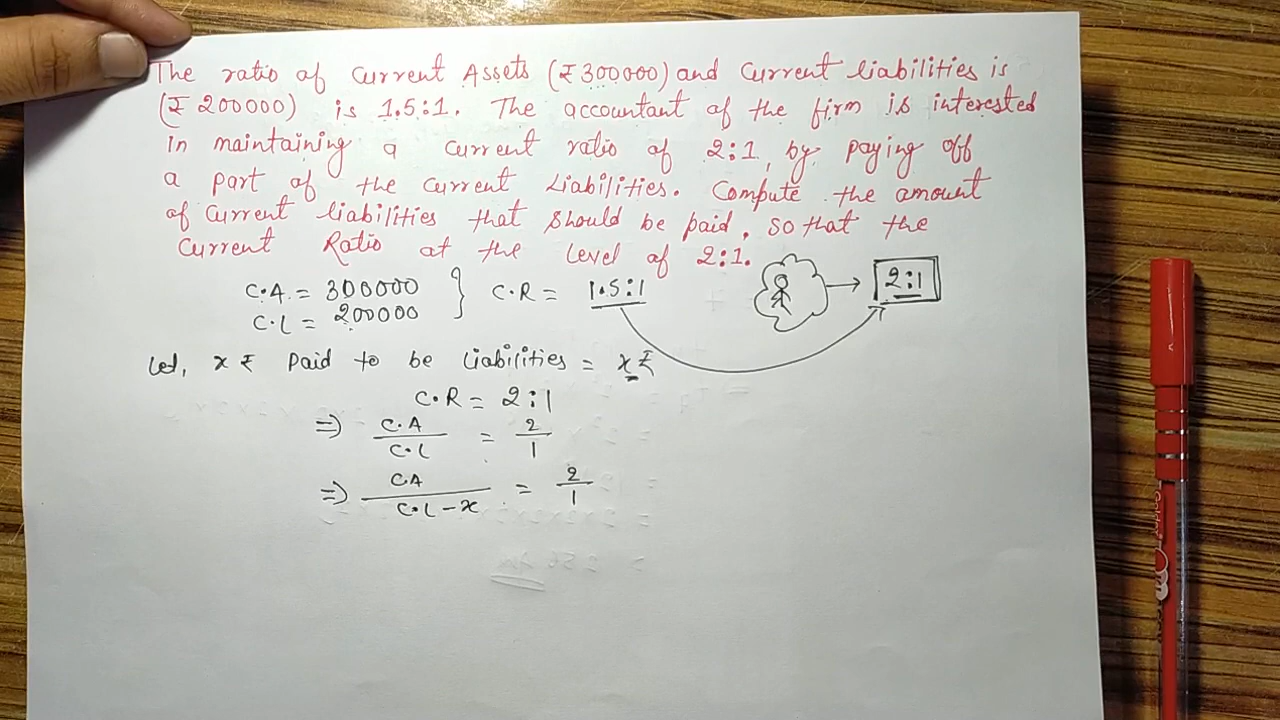 The ratio of Current Assets (₹300000) and Current liabilities is
(₹ 200000) is 1.5:1. The accountant of the firm is interested
In maintaining a current ratio of 2:1, by paying off
a part of the current Liabilities. Compute the amount
of Current liabilities that should be paid, so that the
Current Ratio at the level of 2:1.
C.A. = 300000
C.L = 200000
} C.R = 1.5:1
→ 2:1
Let, x ₹ Paid to be liabilities = x₹
C.R = 2:1
⇒ C.A / C.L = 2 / 1
⇒ C.A / C.L - x = 2 / 1